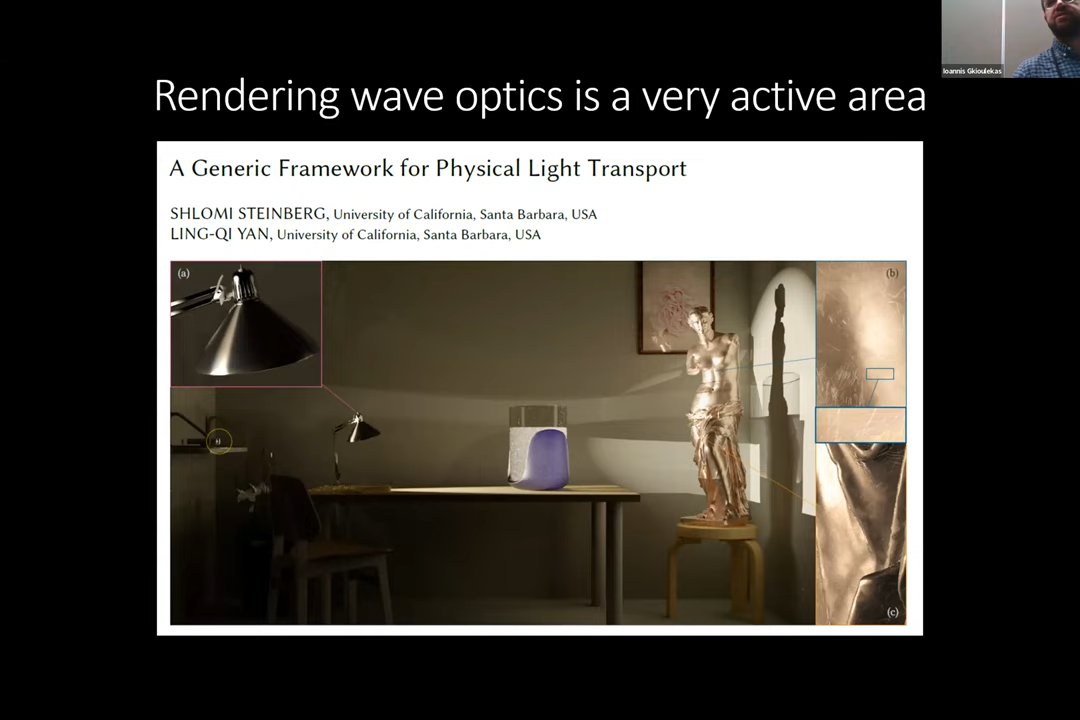 Ioannis Gkioulekas
Rendering wave optics is a very active area
A Generic Framework for Physical Light Transport
SHLOMI STEINBERG, University of California, Santa Barbara, USA
LING-QI YAN, University of California, Santa Barbara, USA
(a)
(b)
(c)